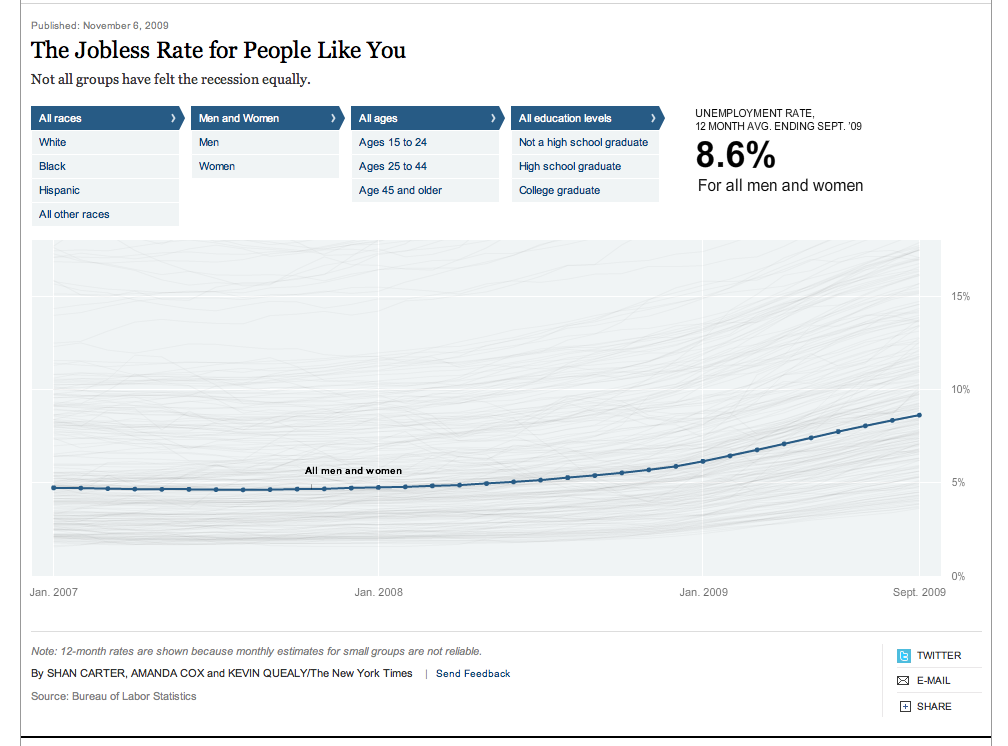 Published: November 6, 2009
The Jobless Rate for People Like You
Not all groups have felt the recession equally.
All races
White
Black
Hispanic
All other races
Men and Women
Men
Women
All ages
Ages 15 to 24
Ages 25 to 44
Age 45 and older
All education levels
Not a high school graduate
High school graduate
College graduate
UNEMPLOYMENT RATE,
12 MONTH AVG. ENDING SEPT. '09
8.6%
For all men and women
15%
10%
All men and women
5%
0%
Jan. 2007 Jan. 2008 Jan. 2009 Sept. 2009
Note: 12-month rates are shown because monthly estimates for small groups are not reliable.
By SHAN CARTER, AMANDA COX and KEVIN QUEALY/The New York Times | Send Feedback
Source: Bureau of Labor Statistics
TWITTER
E-MAIL
SHARE